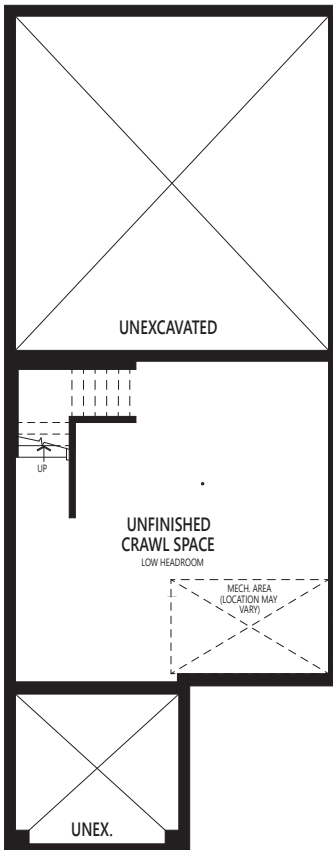 UNEXCAVATED
UP
UNFINISHED
CRAWL SPACE
LOW HEADROOM
MECH. AREA
(LOCATION MAY
VARY)
UNEX.